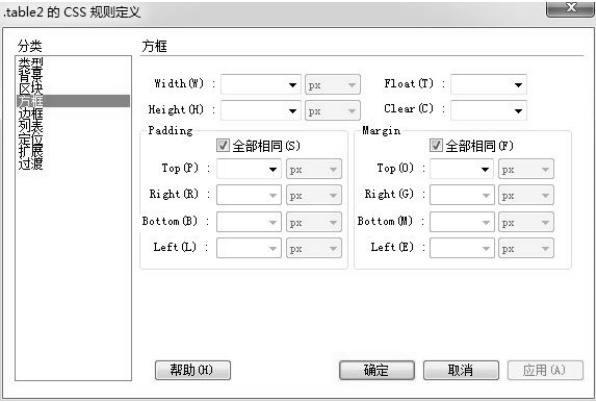 .table2 的 CSS 规则定义
分类
类型
背景
区块
方框
边框
列表
定位
扩展
过渡
方框
Width(W) : px Float(T) :
Height(H) : px Clear(C) :
Padding Margin
全部相同(S) 全部相同(F)
Top(P) : px Top(O) : px
Right(R) : px Right(G) : px
Bottom(B) : px Bottom(M) : px
Left(L) : px Left(E) : px
帮助(H) 确定 取消 应用(A)